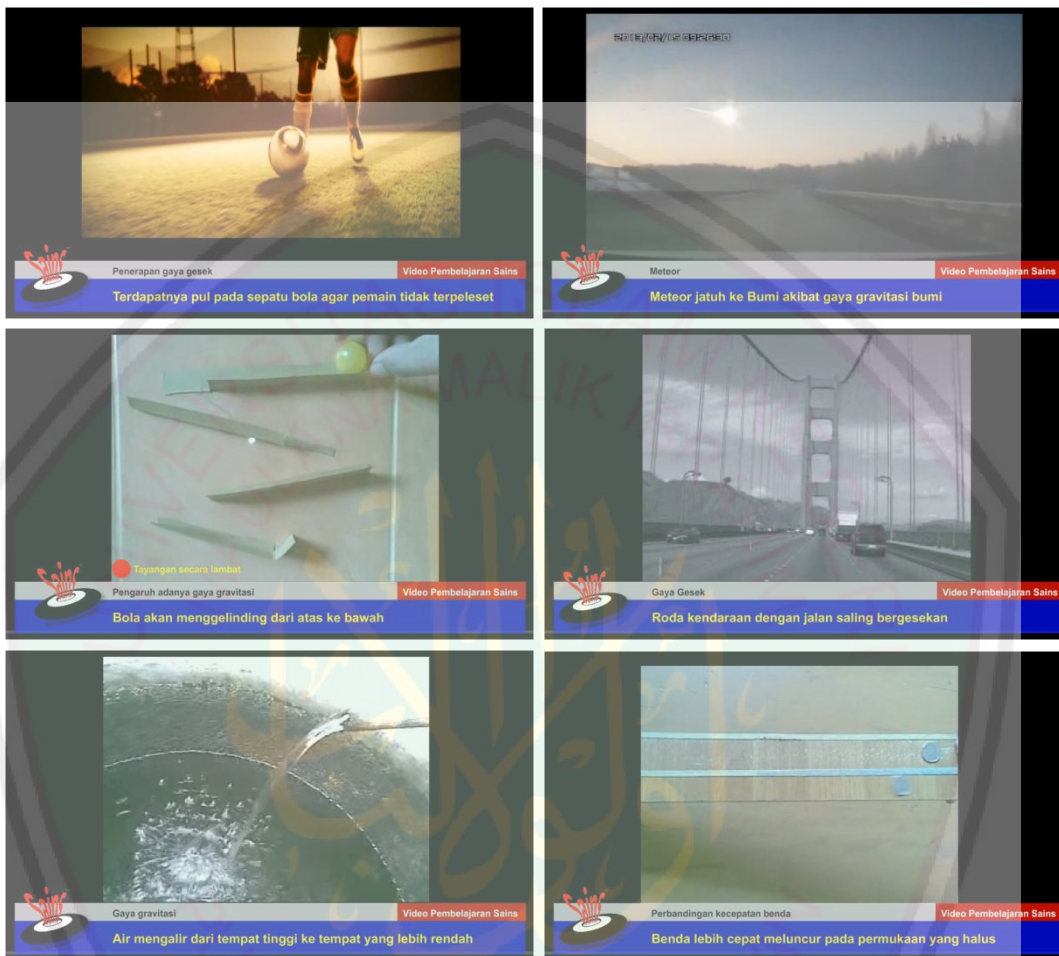 Penerapan gaya gesek
Video Pembelajaran Sains
Terdapatnya pul pada sepatu bola agar pemain tidak terpeleset
Meteor
Video Pembelajaran Sains
Meteor jatuh ke Bumi akibat gaya gravitasi bumi
Tayangan secara lambat
Pengaruh adanya gaya gravitasi
Video Pembelajaran Sains
Bola akan menggelinding dari atas ke bawah
Gaya Gesek
Video Pembelajaran Sains
Roda kendaraan dengan jalan saling bergesekan
Gaya gravitasi
Video Pembelajaran Sains
Air mengalir dari tempat tinggi ke tempat yang lebih rendah
Perbandingan kecepatan benda
Video Pembelajaran Sains
Benda lebih cepat meluncur pada permukaan yang halus